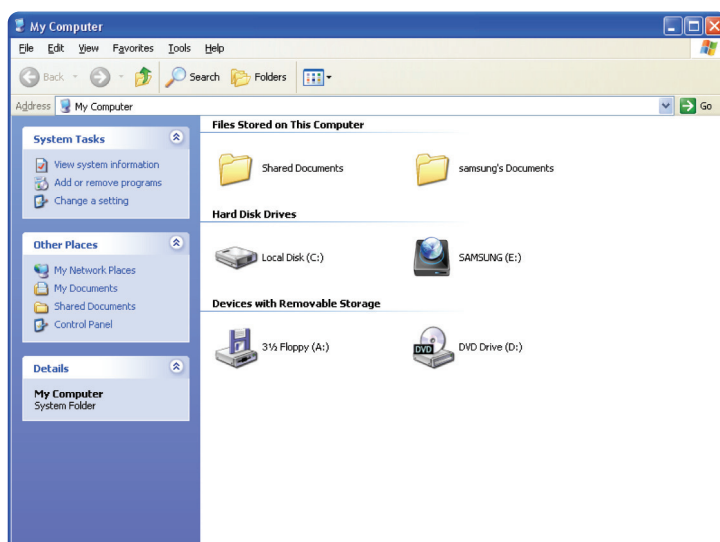 My Computer
File Edit View Favorites Tools Help
Back Search Folders
Address My Computer Go
System Tasks
View system information
Add or remove programs
Change a setting
Other Places
My Network Places
My Documents
Shared Documents
Control Panel
Details
My Computer
System Folder
Files Stored on This Computer
Shared Documents samsung's Documents
Hard Disk Drives
Local Disk (C:) SAMSUNG (E:)
Devices with Removable Storage
3½ Floppy (A:) DVD DVD Drive (D:)